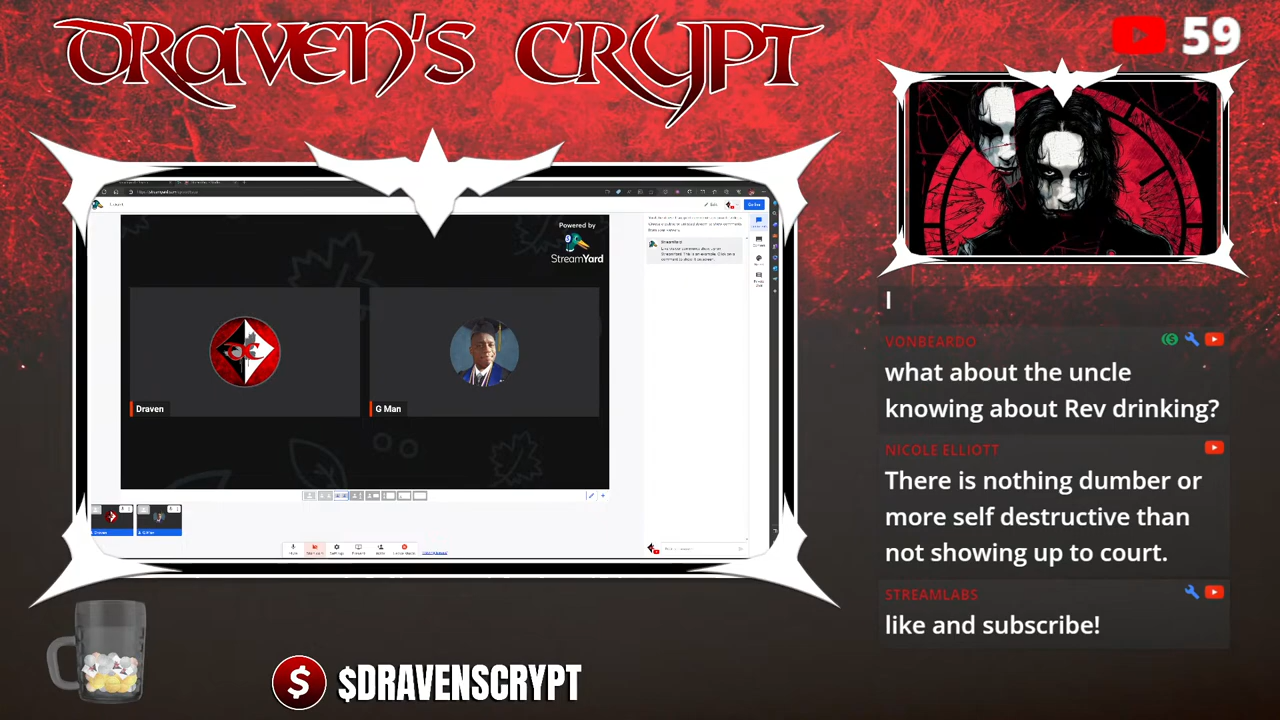 DRAVEN'S CRYPT
59
Powered by
StreamYard
Draven
G Man
I
VONBEARDO
what about the uncle
knowing about Rev drinking?
NICOLE ELLIOTT
There is nothing dumber or
more self destructive than
not showing up to court.
STREAMLABS
like and subscribe!
$
$DRAVENSCRYPT